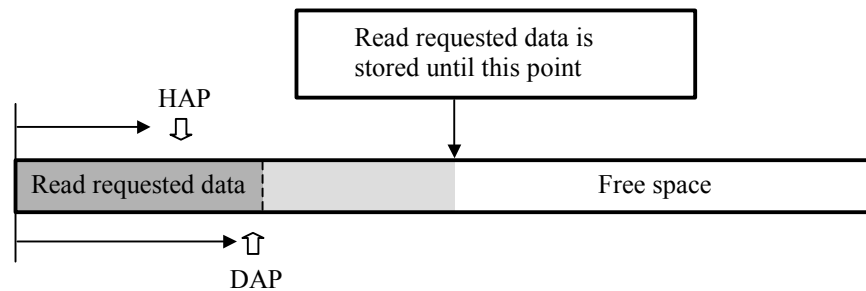 Read requested data is
stored until this point
HAP
Read requested data
Free space
DAP